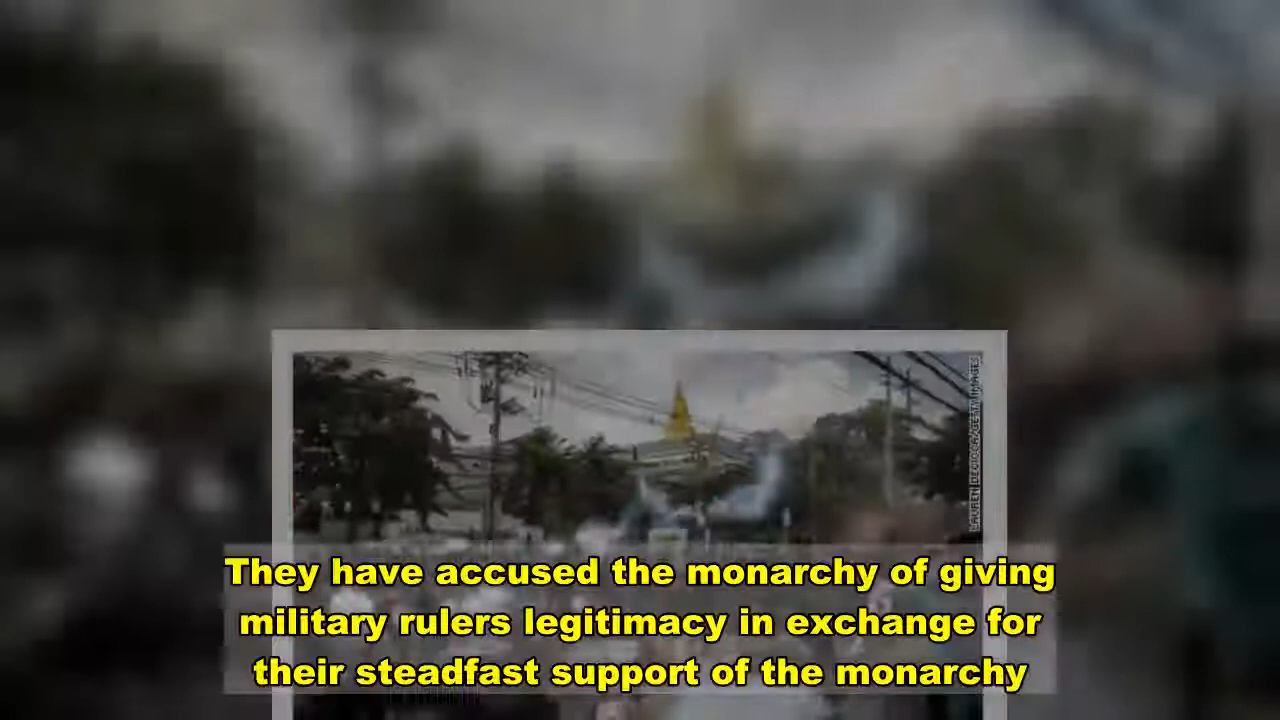 They have accused the monarchy of giving
military rulers legitimacy in exchange for
their steadfast support of the monarchy